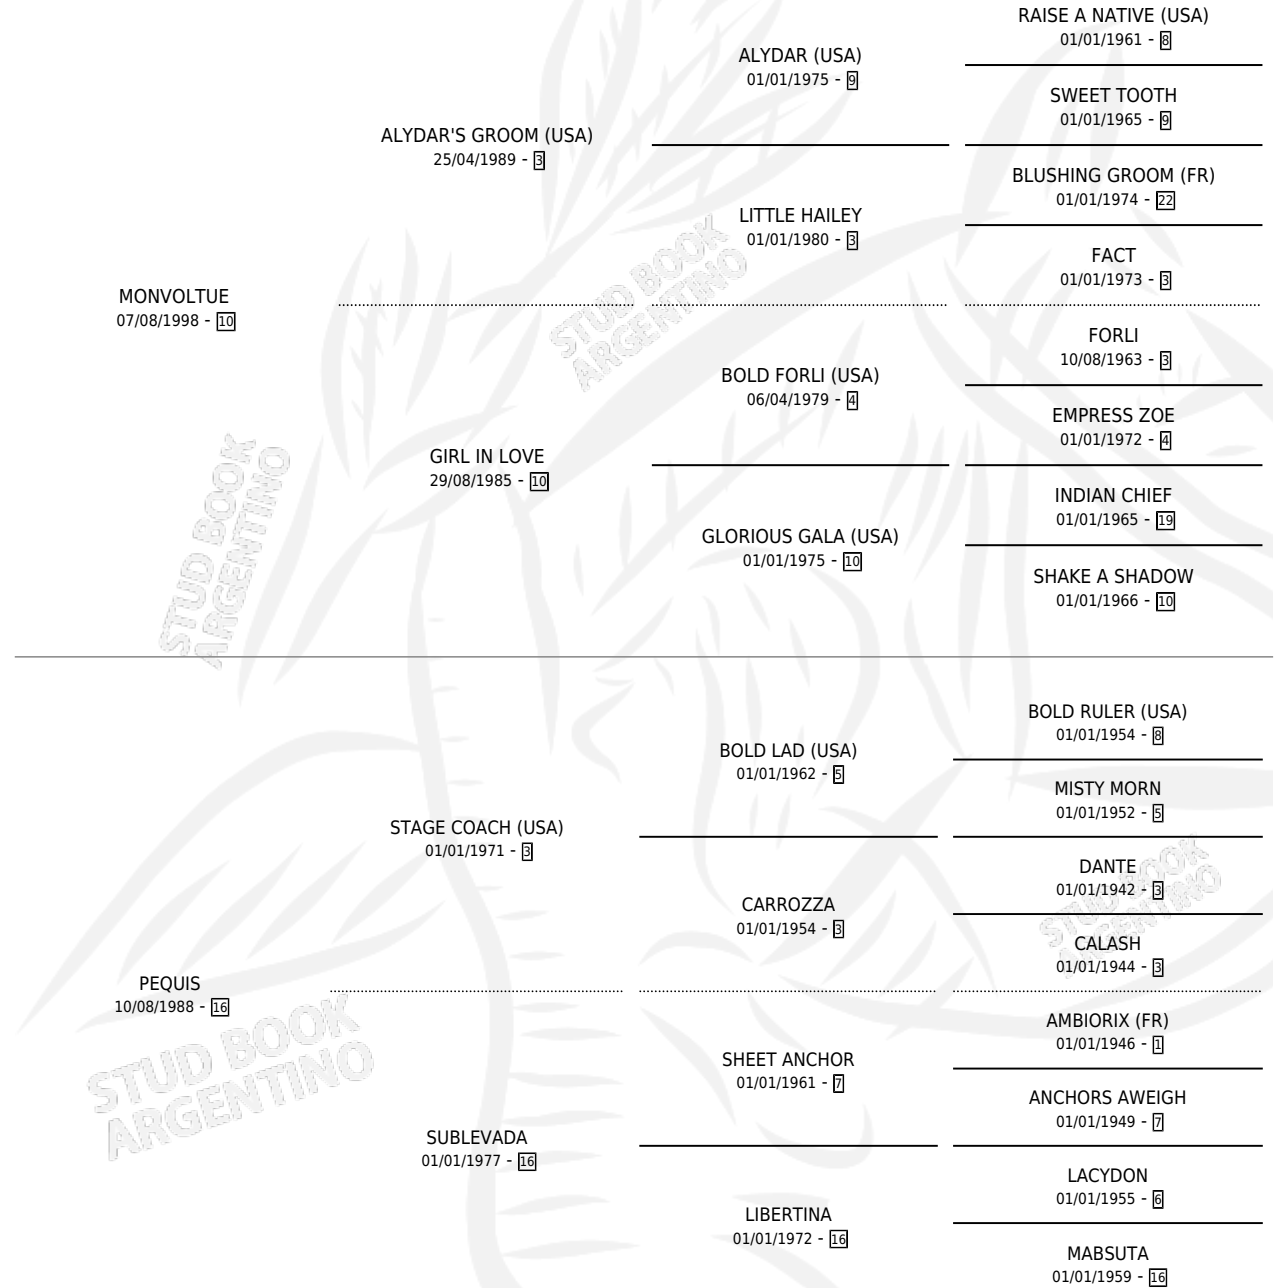 RAISE A NATIVE (USA)
01/01/1961 - 8
ALYDAR (USA)
01/01/1975 - 9
SWEET TOOTH
01/01/1965 - 9
ALYDAR'S GROOM (USA)
25/04/1989 - 3
BLUSHING GROOM (FR)
01/01/1974 - 22
LITTLE HAILEY
01/01/1980 - 3
FACT
01/01/1973 - 3
MONVOLTUE
07/08/1998 - 10
FORLI
10/08/1963 - 3
BOLD FORLI (USA)
06/04/1979 - 4
EMPRESS ZOE
01/01/1972 - 4
GIRL IN LOVE
29/08/1985 - 10
INDIAN CHIEF
01/01/1965 - 19
GLORIOUS GALA (USA)
01/01/1975 - 10
SHAKE A SHADOW
01/01/1966 - 10
STUD BOOK
ARGENTINO
STUD BOOK
ARGENTINO
BOLD RULER (USA)
01/01/1954 - 8
BOLD LAD (USA)
01/01/1962 - 5
MISTY MORN
01/01/1952 - 5
STAGE COACH (USA)
01/01/1971 - 3
DANTE
01/01/1942 - 3
CARROZZA
01/01/1954 - 3
CALASH
01/01/1944 - 3
STUD BOOK
ARGENTINO
PEQUIS
10/08/1988 - 16
AMBIORIX (FR)
01/01/1946 - 1
SHEET ANCHOR
01/01/1961 - 7
ANCHORS AWEIGH
01/01/1949 - 7
STUD BOOK
ARGENTINO
SUBLEVADA
01/01/1977 - 16
LACYDON
01/01/1955 - 6
LIBERTINA
01/01/1972 - 16
MABSUTA
01/01/1959 - 16